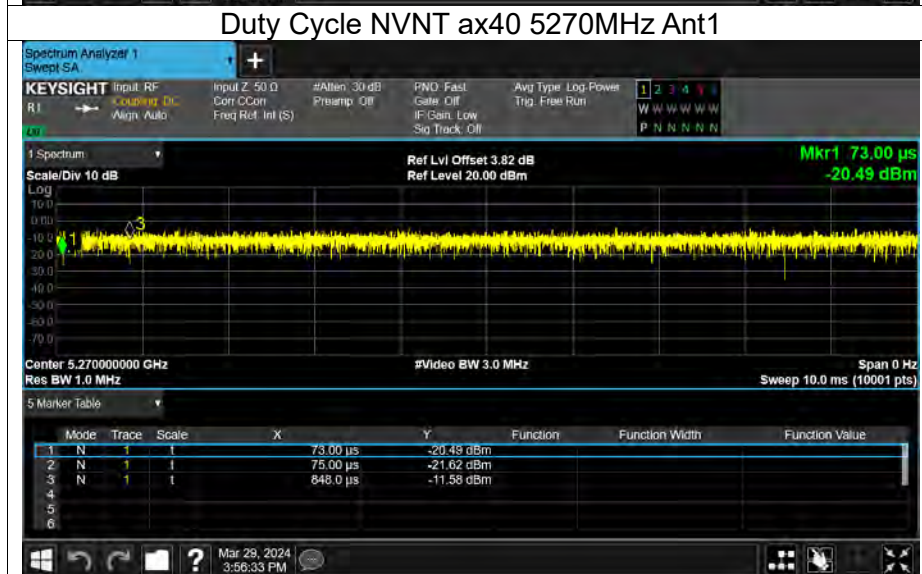 Duty Cycle NVNT ax40 5270MHz Ant1
Spectrum Analyzer 1
Swept SA
+
KEYSIGHT Input: RF Input Z: 50 Ω #Atten: 30 dB PNO: Fast Avg Type: Log-Power 1 2 3 4 5 6
R1 Coupling: DC Corr CCorr Preamp: Off Gate: Off Trig: Free Run W W W W W W
Align: Auto Freq Ref: Int (S) IF Gain: Low
Sig Track: Off P N N N N N
1 Spectrum
Ref Lvl Offset 3.82 dB Mkr1 73.00 µs
Scale/Div 10 dB Ref Level 20.00 dBm -20.49 dBm
Log
10.0
0.00
-10.0
-20.0
-30.0
-40.0
-50.0
-60.0
-70.0
1
3
Center 5.270000000 GHz #Video BW 3.0 MHz Span 0 Hz
Res BW 1.0 MHz Sweep 10.0 ms (10001 pts)
5 Marker Table
Mode Trace Scale X Y Function Function Width Function Value
1 N 1 t 73.00 µs -20.49 dBm
2 N 1 t 75.00 µs -21.62 dBm
3 N 1 t 848.0 µs -11.58 dBm
4
5
6
?
Mar 29, 2024
3:56:33 PM